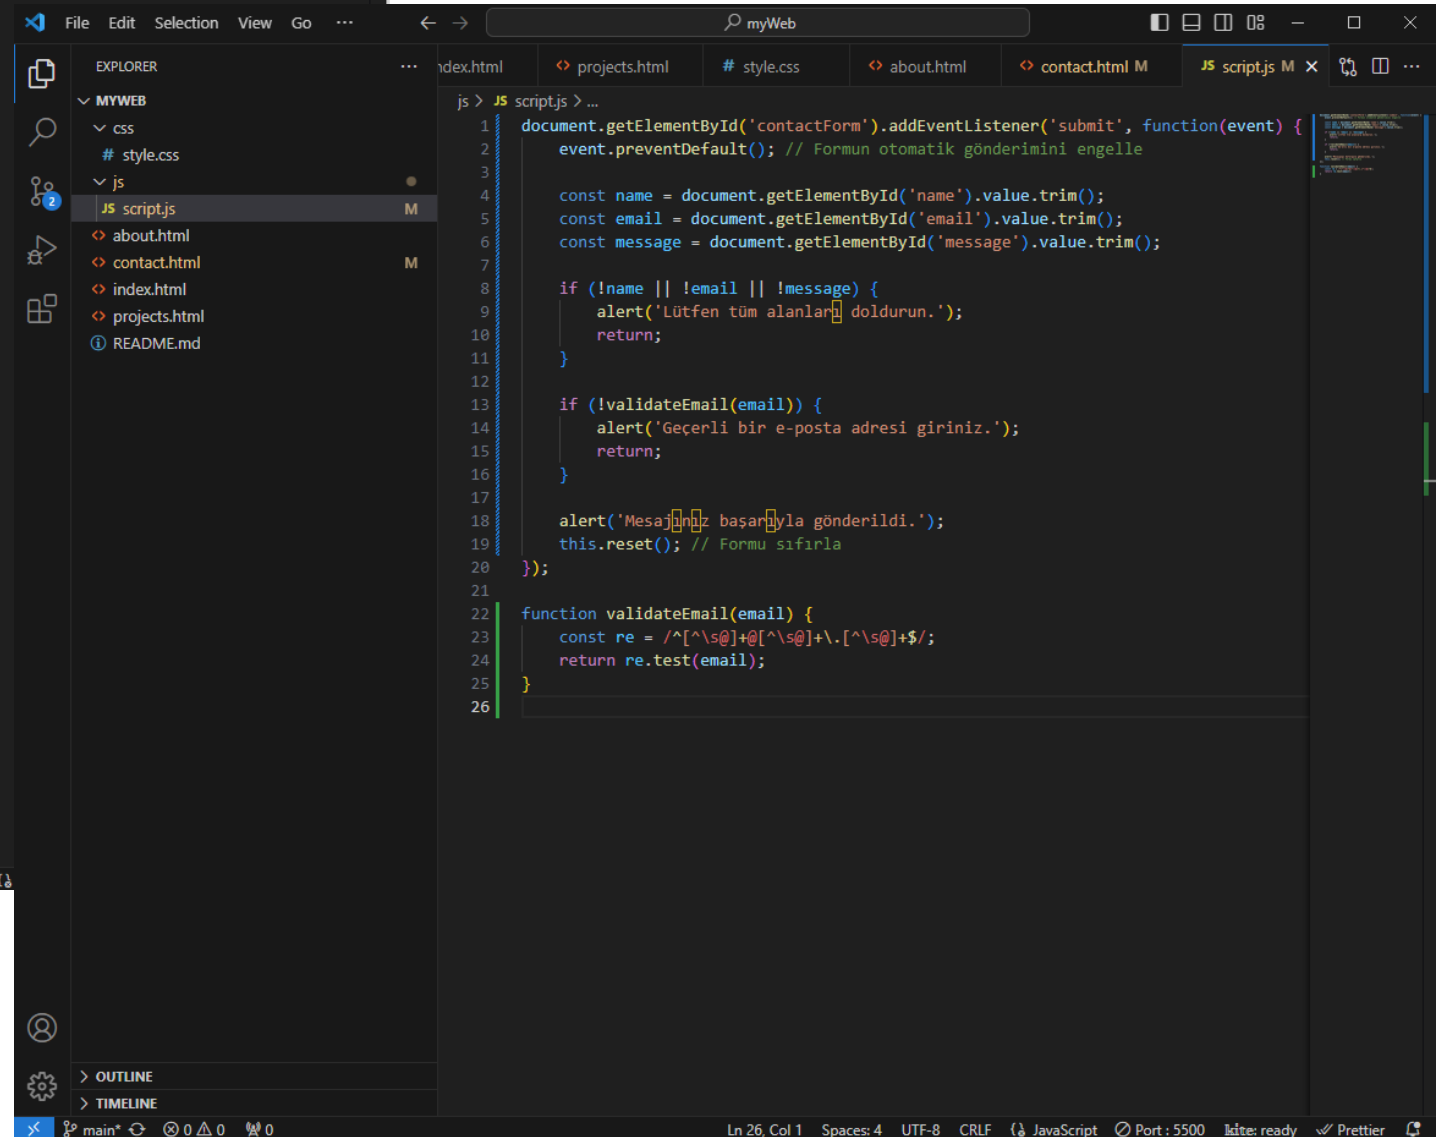 File Edit Selection View Go ···
myWeb
EXPLORER ···
MYWEB
css
# style.css
js
JS script.js M
<> about.html
<> contact.html M
<> index.html
<> projects.html
README.md
OUTLINE
TIMELINE
ndex.html <> projects.html # style.css <> about.html <> contact.html M JS script.js M
js > JS script.js > ...
1 document.getElementById('contactForm').addEventListener('submit', function(event) {
2 event.preventDefault(); // Formun otomatik gönderimini engelle
3
4 const name = document.getElementById('name').value.trim();
5 const email = document.getElementById('email').value.trim();
6 const message = document.getElementById('message').value.trim();
7
8 if (!name || !email || !message) {
9 alert('Lütfen tüm alanları doldurun.');
10 return;
11 }
12
13 if (!validateEmail(email)) {
14 alert('Geçerli bir e-posta adresi giriniz.');
15 return;
16 }
17
18 alert('Mesajınız başarıyla gönderildi.');
19 this.reset(); // Formu sıfırla
20 });
21
22 function validateEmail(email) {
23 const re = /^[^\s@]+@[^\s@]+\.[^\s@]+$/;
24 return re.test(email);
25 }
26
2
main* 0 0 0 Ln 26, Col 1 Spaces: 4 UTF-8 CRLF JavaScript Port : 5500 kite: ready Prettier